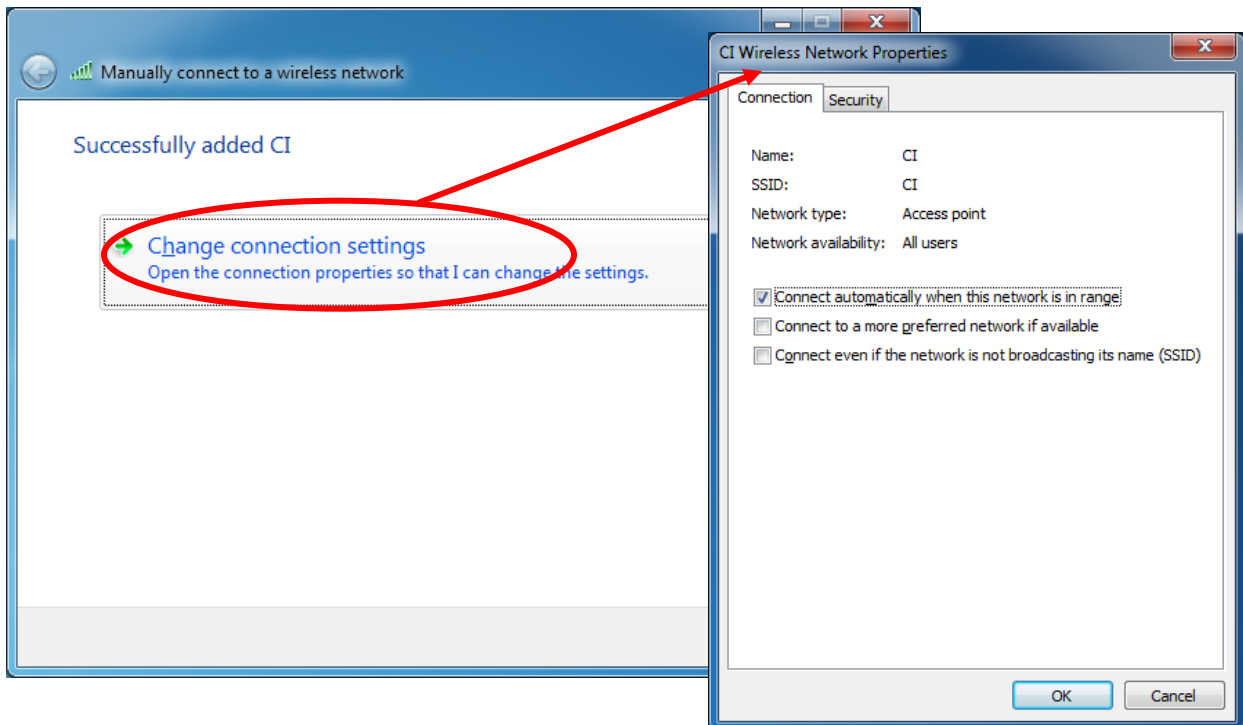 Manually connect to a wireless network
Successfully added CI
Change connection settings
Open the connection properties so that I can change the settings.
CI Wireless Network Properties
Connection Security
Name: CI
SSID: CI
Network type: Access point
Network availability: All users
Connect automatically when this network is in range
Connect to a more preferred network if available
Connect even if the network is not broadcasting its name (SSID)
OK Cancel